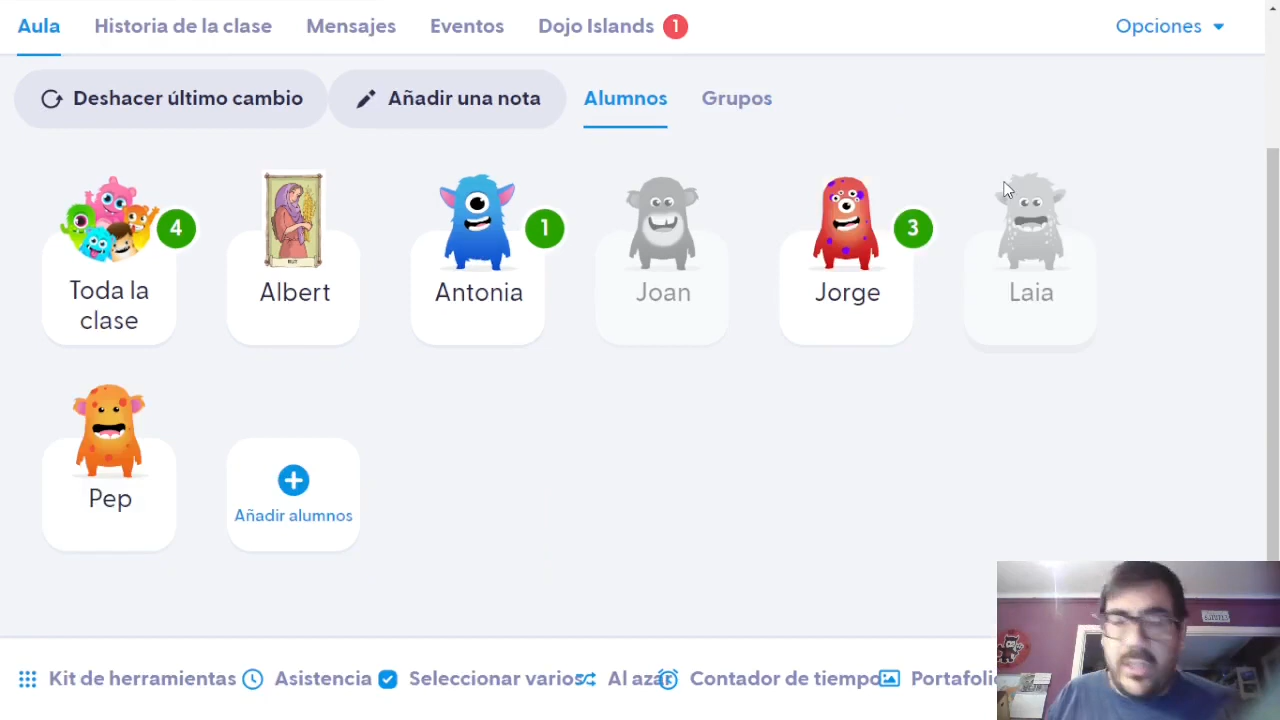 Aula Historia de la clase Mensajes Eventos Dojo Islands 1 Opciones
Deshacer último cambio Añadir una nota Alumnos Grupos
4 1 3
Toda la clase Albert Antonia Joan Jorge Laia
Pep
Añadir alumnos
Kit de herramientas Asistencia Seleccionar varios Al azar Contador de tiempo Portafolio